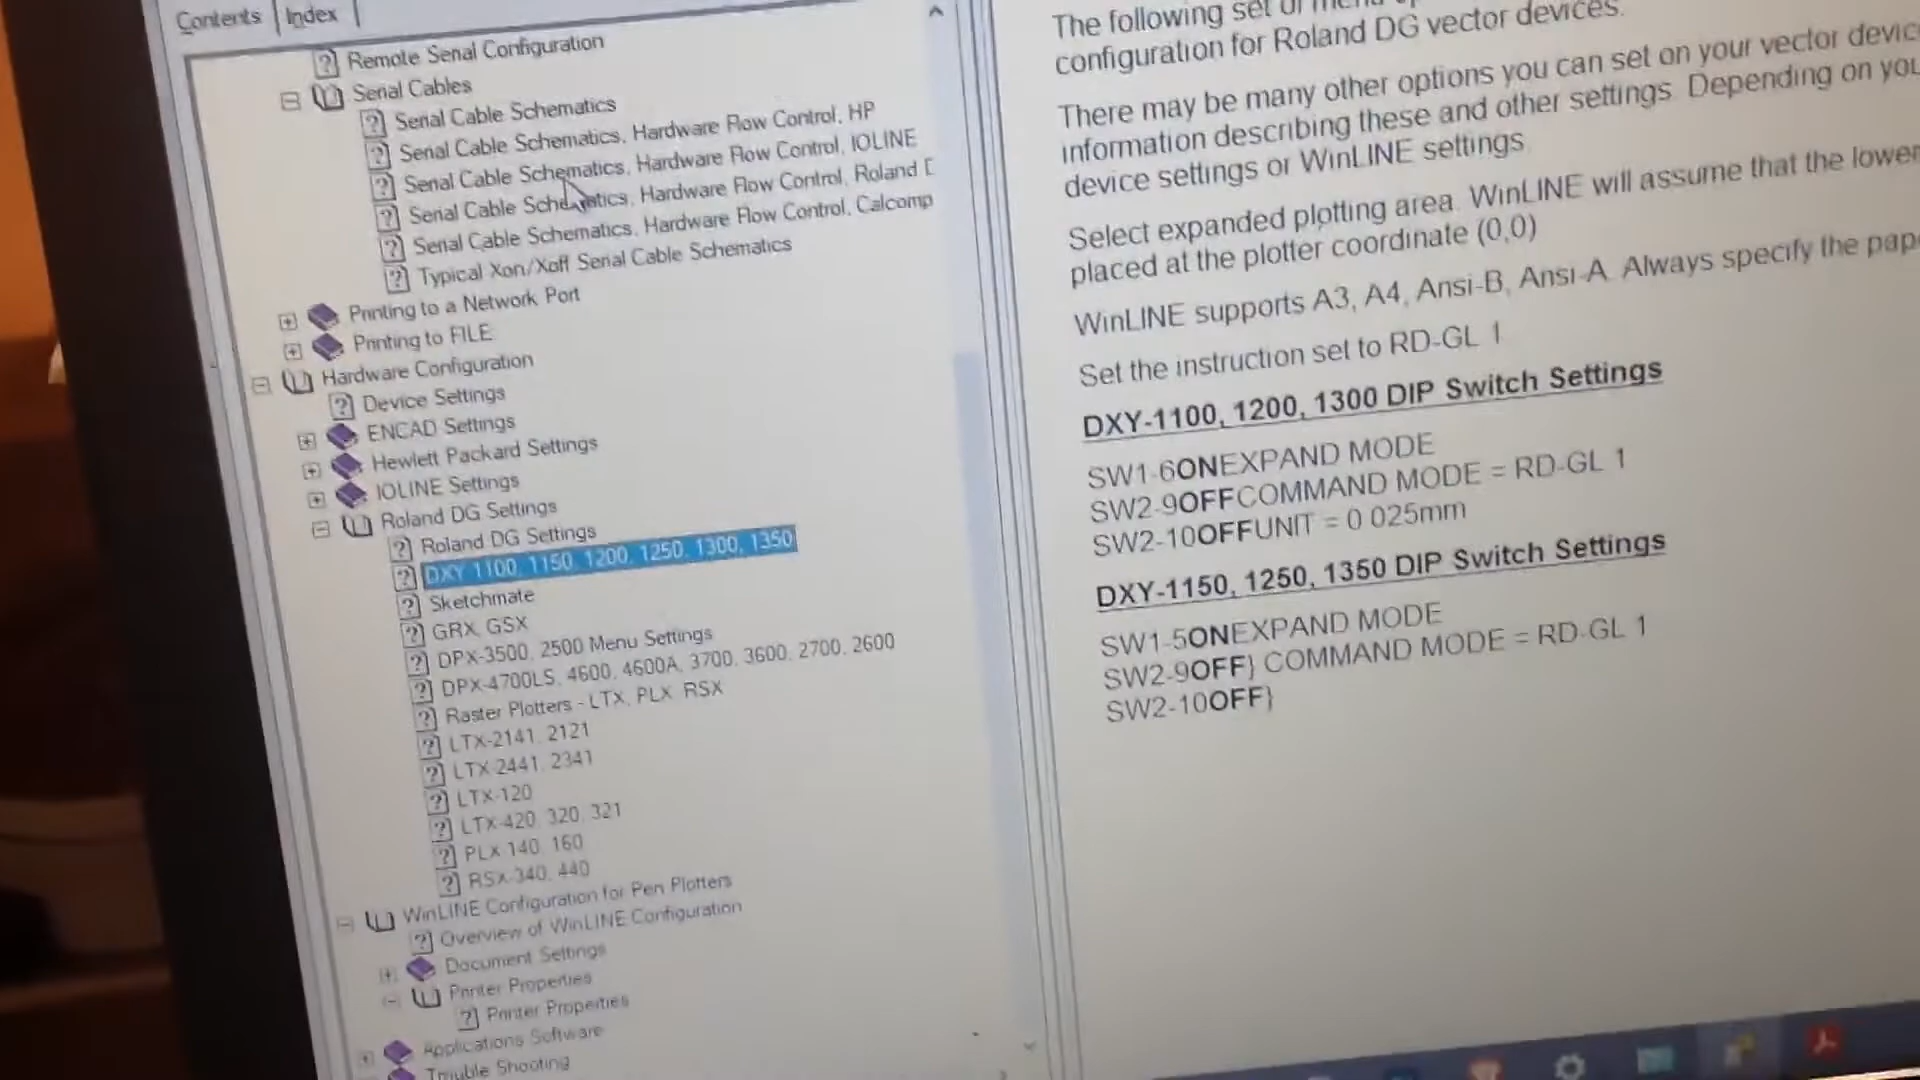 Contents Index
Remote Serial Configuration
Serial Cables
Serial Cable Schematics
Serial Cable Schematics, Hardware Flow Control, HP
Serial Cable Schematics, Hardware Flow Control, IOLINE
Serial Cable Schematics, Hardware Flow Control, Roland D
Serial Cable Schematics, Hardware Flow Control, Calcomp
Typical Xon/Xoff Serial Cable Schematics
Printing to a Network Port
Printing to FILE
Hardware Configuration
Device Settings
ENCAD Settings
Hewlett Packard Settings
IOLINE Settings
Roland DG Settings
Roland DG Settings
DXY 1100, 1150, 1200, 1250, 1300, 1350
Sketchmate
GRX, GSX
DPX-3500, 2500 Menu Settings
DPX-4700LS, 4600, 4600A, 3700, 3600, 2700, 2600
Raster Plotters - LTX, PLX, RSX
LTX-2141, 2121
LTX-2441, 2341
LTX-120
LTX-420, 320, 321
PLX 140, 160
RSX-340, 440
WinLINE Configuration for Pen Plotters
Overview of WinLINE Configuration
Document Settings
Printer Properties
Printer Properties
Applications Software
Trouble Shooting
The following set of menu
configuration for Roland DG vector devices.
There may be many other options you can set on your vector devic
information describing these and other settings. Depending on you
device settings or WinLINE settings.
Select expanded plotting area. WinLINE will assume that the lower
placed at the plotter coordinate (0,0)
WinLINE supports A3, A4, Ansi-B, Ansi-A. Always specify the pap
Set the instruction set to RD-GL 1
DXY-1100, 1200, 1300 DIP Switch Settings
SW1-6ONEXPAND MODE
SW2-9OFFCOMMAND MODE = RD-GL 1
SW2-10OFFUNIT = 0.025mm
DXY-1150, 1250, 1350 DIP Switch Settings
SW1-5ONEXPAND MODE
SW2-9OFF} COMMAND MODE = RD-GL 1
SW2-10OFF}